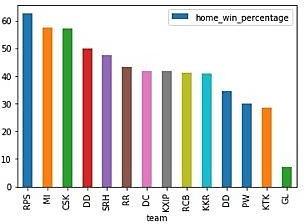 home_win_percentage
60
50
40
30
20
10
0
RPS MI CSK DD SRH RR DC KXIP RCB KKR DD PW KTK GL
team